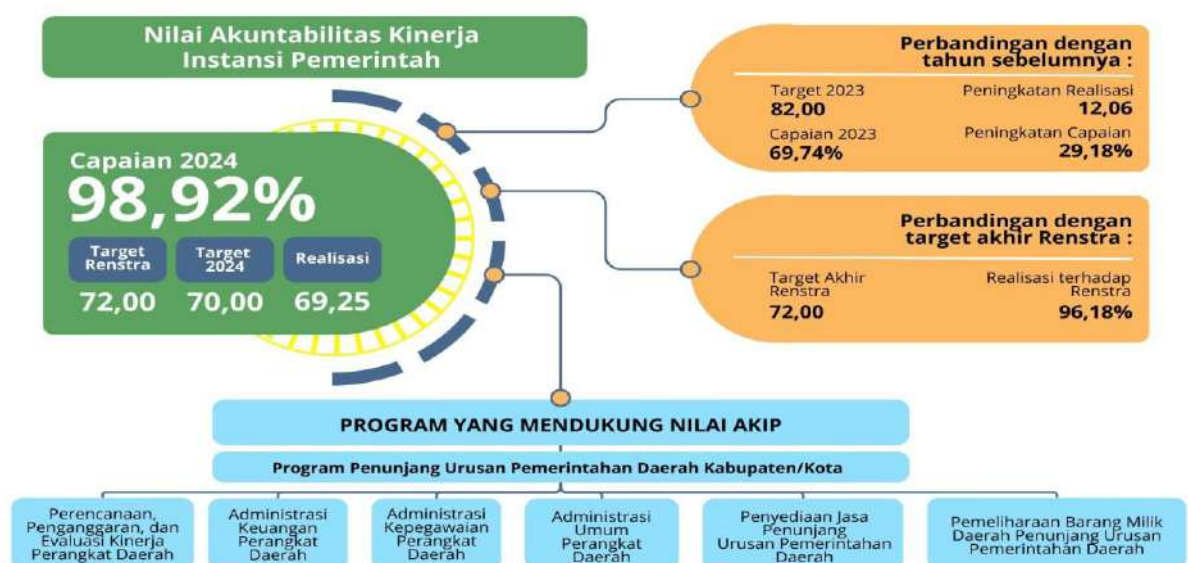 Nilai Akuntabilitas Kinerja
Instansi Pemerintah
Capaian 2024
98,92%
Target
Renstra
72,00
Target
2024
70,00
Realisasi
69,25
Perbandingan dengan
tahun sebelumnya :
Target 2023
82,00
Peningkatan Realisasi
12,06
Capaian 2023
69,74%
Peningkatan Capaian
29,18%
Perbandingan dengan
target akhir Renstra :
Target Akhir
Renstra
72,00
Realisasi terhadap
Renstra
96,18%
PROGRAM YANG MENDUKUNG NILAI AKIP
Program Penunjang Urusan Pemerintahan Daerah Kabupaten/Kota
Perencanaan,
Penganggaran, dan
Evaluasi Kinerja
Perangkat Daerah
Administrasi
Keuangan
Perangkat
Daerah
Administrasi
Kepegawaian
Perangkat
Daerah
Administrasi
Umum
Perangkat
Daerah
Penyediaan Jasa
Penunjang
Urusan Pemerintahan
Daerah
Pemeliharaan Barang Milik
Daerah Penunjang Urusan
Pemerintahan Daerah